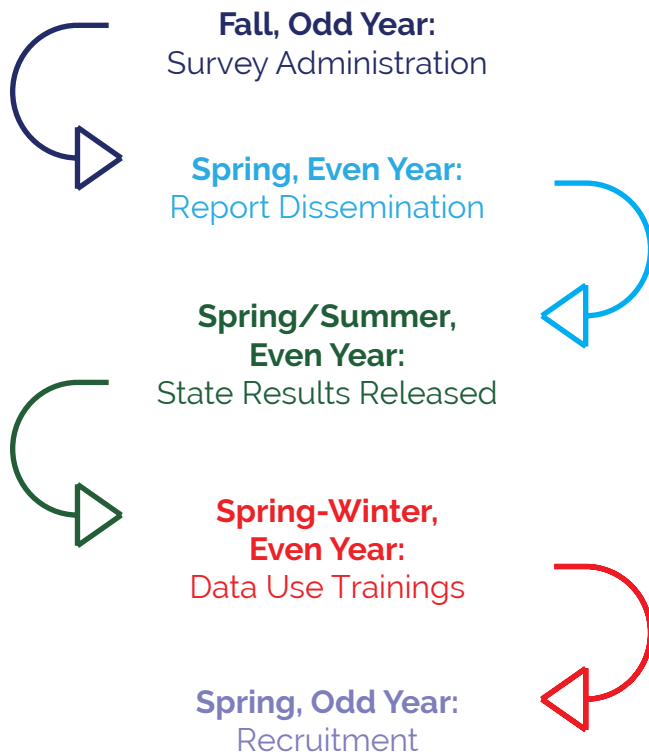 Fall, Odd Year:
Survey Administration
Spring, Even Year:
Report Dissemination
Spring/Summer,
Even Year:
State Results Released
Spring-Winter,
Even Year:
Data Use Trainings
Spring, Odd Year:
Recruitment